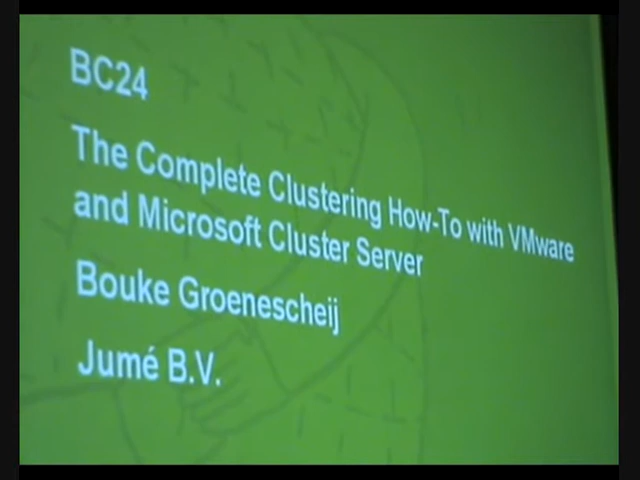 BC24
The Complete Clustering How-To with VMware
and Microsoft Cluster Server
Bouke Groenescheij
Jumé B.V.